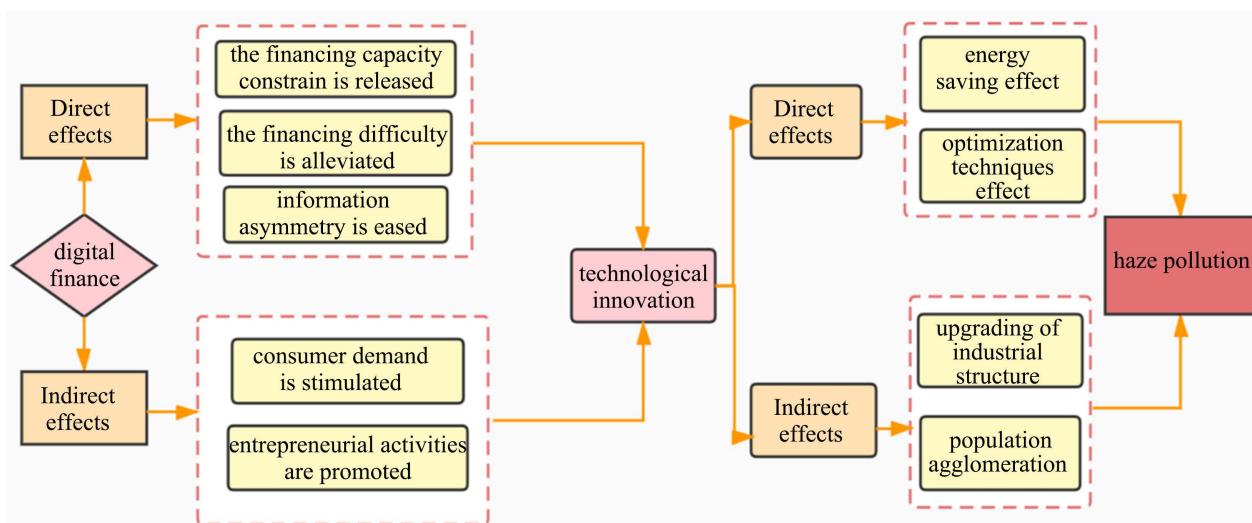 the financing capacity
constrain is released
Direct
effects
the financing difficulty
is alleviated
information
asymmetry is eased
digital
finance
Indirect
effects
consumer demand
is stimulated
entrepreneurial activities
are promoted
technological
innovation
Direct
effects
energy
saving effect
optimization
techniques
effect
Indirect
effects
upgrading of
industrial
structure
population
agglomeration
haze pollution